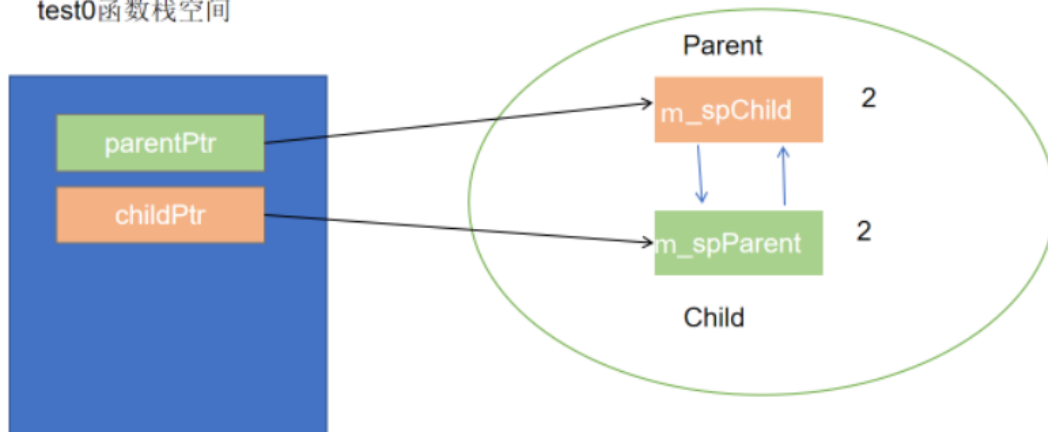 test0函数栈空间
Parent
m_spChild
2
parentPtr
childPtr
m_spParent
2
Child